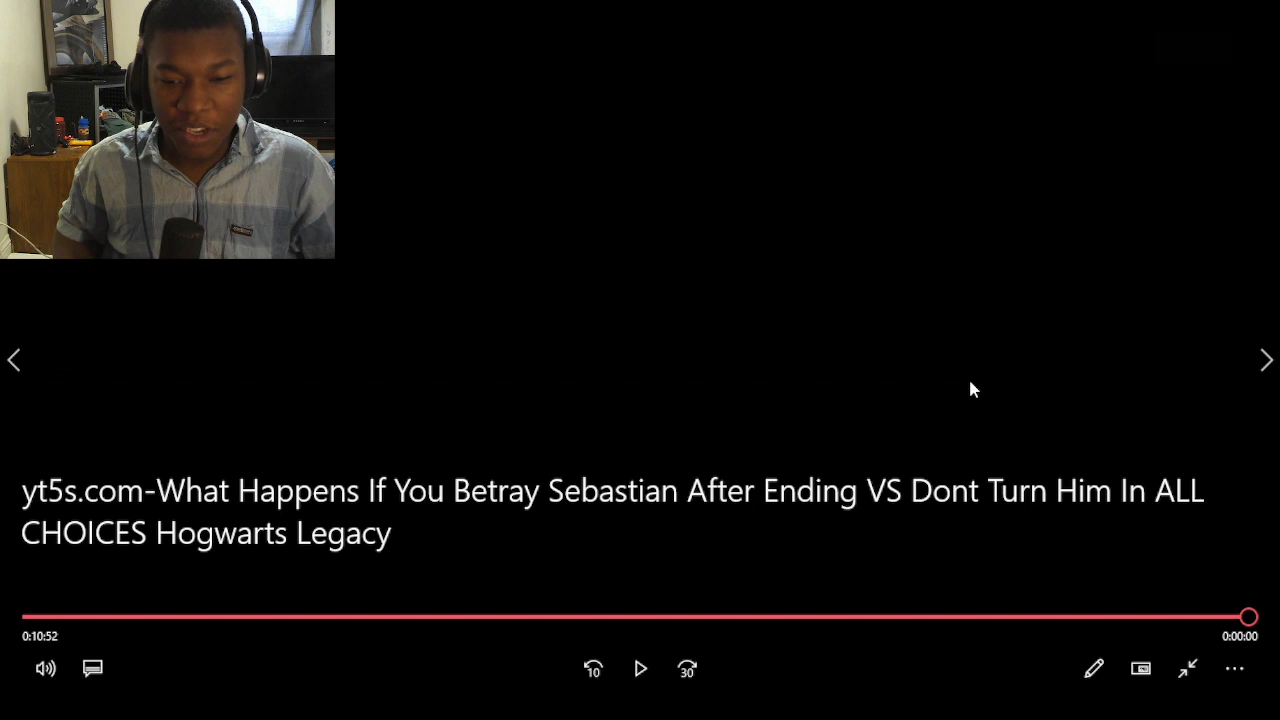 yt5s.com-What Happens If You Betray Sebastian After Ending VS Dont Turn Him In ALL
CHOICES Hogwarts Legacy
0:10:52
0:00:00
10
30